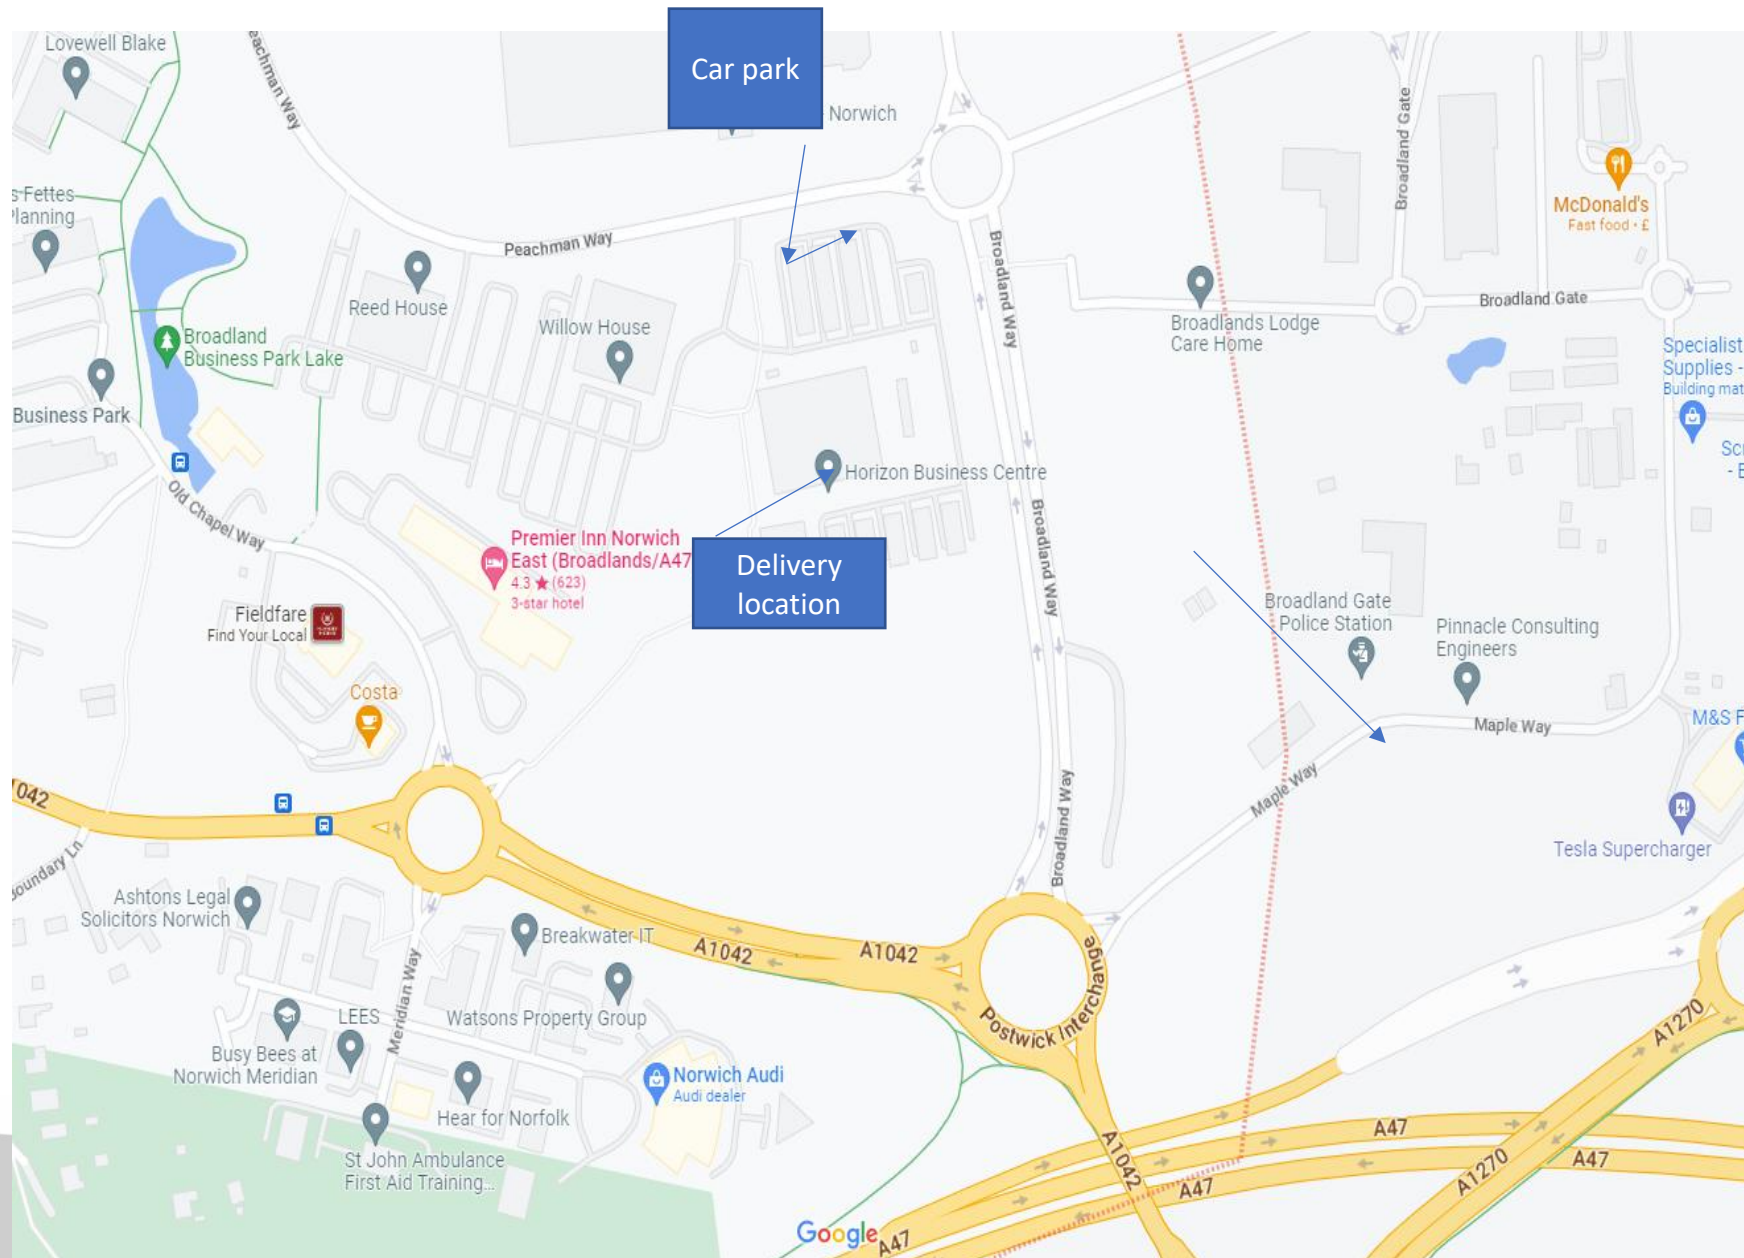 Car park
Lovewell Blake
Peachman Way
Norwich
Broadland Gate
McDonald's
Fast food · £
s Fettes
Planning
Peachman Way
Broadland Way
Reed House
Willow House
Broadlands Lodge
Care Home
Broadland Gate
Broadland
Business Park Lake
Specialist
Supplies -
Building mat
Business Park
Horizon Business Centre
Old Chapel Way
Premier Inn Norwich
East (Broadlands/A47
4.3 ★ (623)
3-star hotel
Delivery
location
Broadland Way
Broadland Gate
Police Station
Pinnacle Consulting
Engineers
Fieldfare
Find Your Local
Costa
Maple Way
M&S F
Maple Way
Broadland Way
Tesla Supercharger
1042
Boundary Ln
Ashtons Legal
Solicitors Norwich
Breakwater IT
A1042
A1042
Postwick Interchange
Meridian Way
LEES
Watsons Property Group
Busy Bees at
Norwich Meridian
Norwich Audi
Audi dealer
Hear for Norfolk
St John Ambulance
First Aid Training...
A1270
A47
A1042
A1270
A47
A47
Google
A47